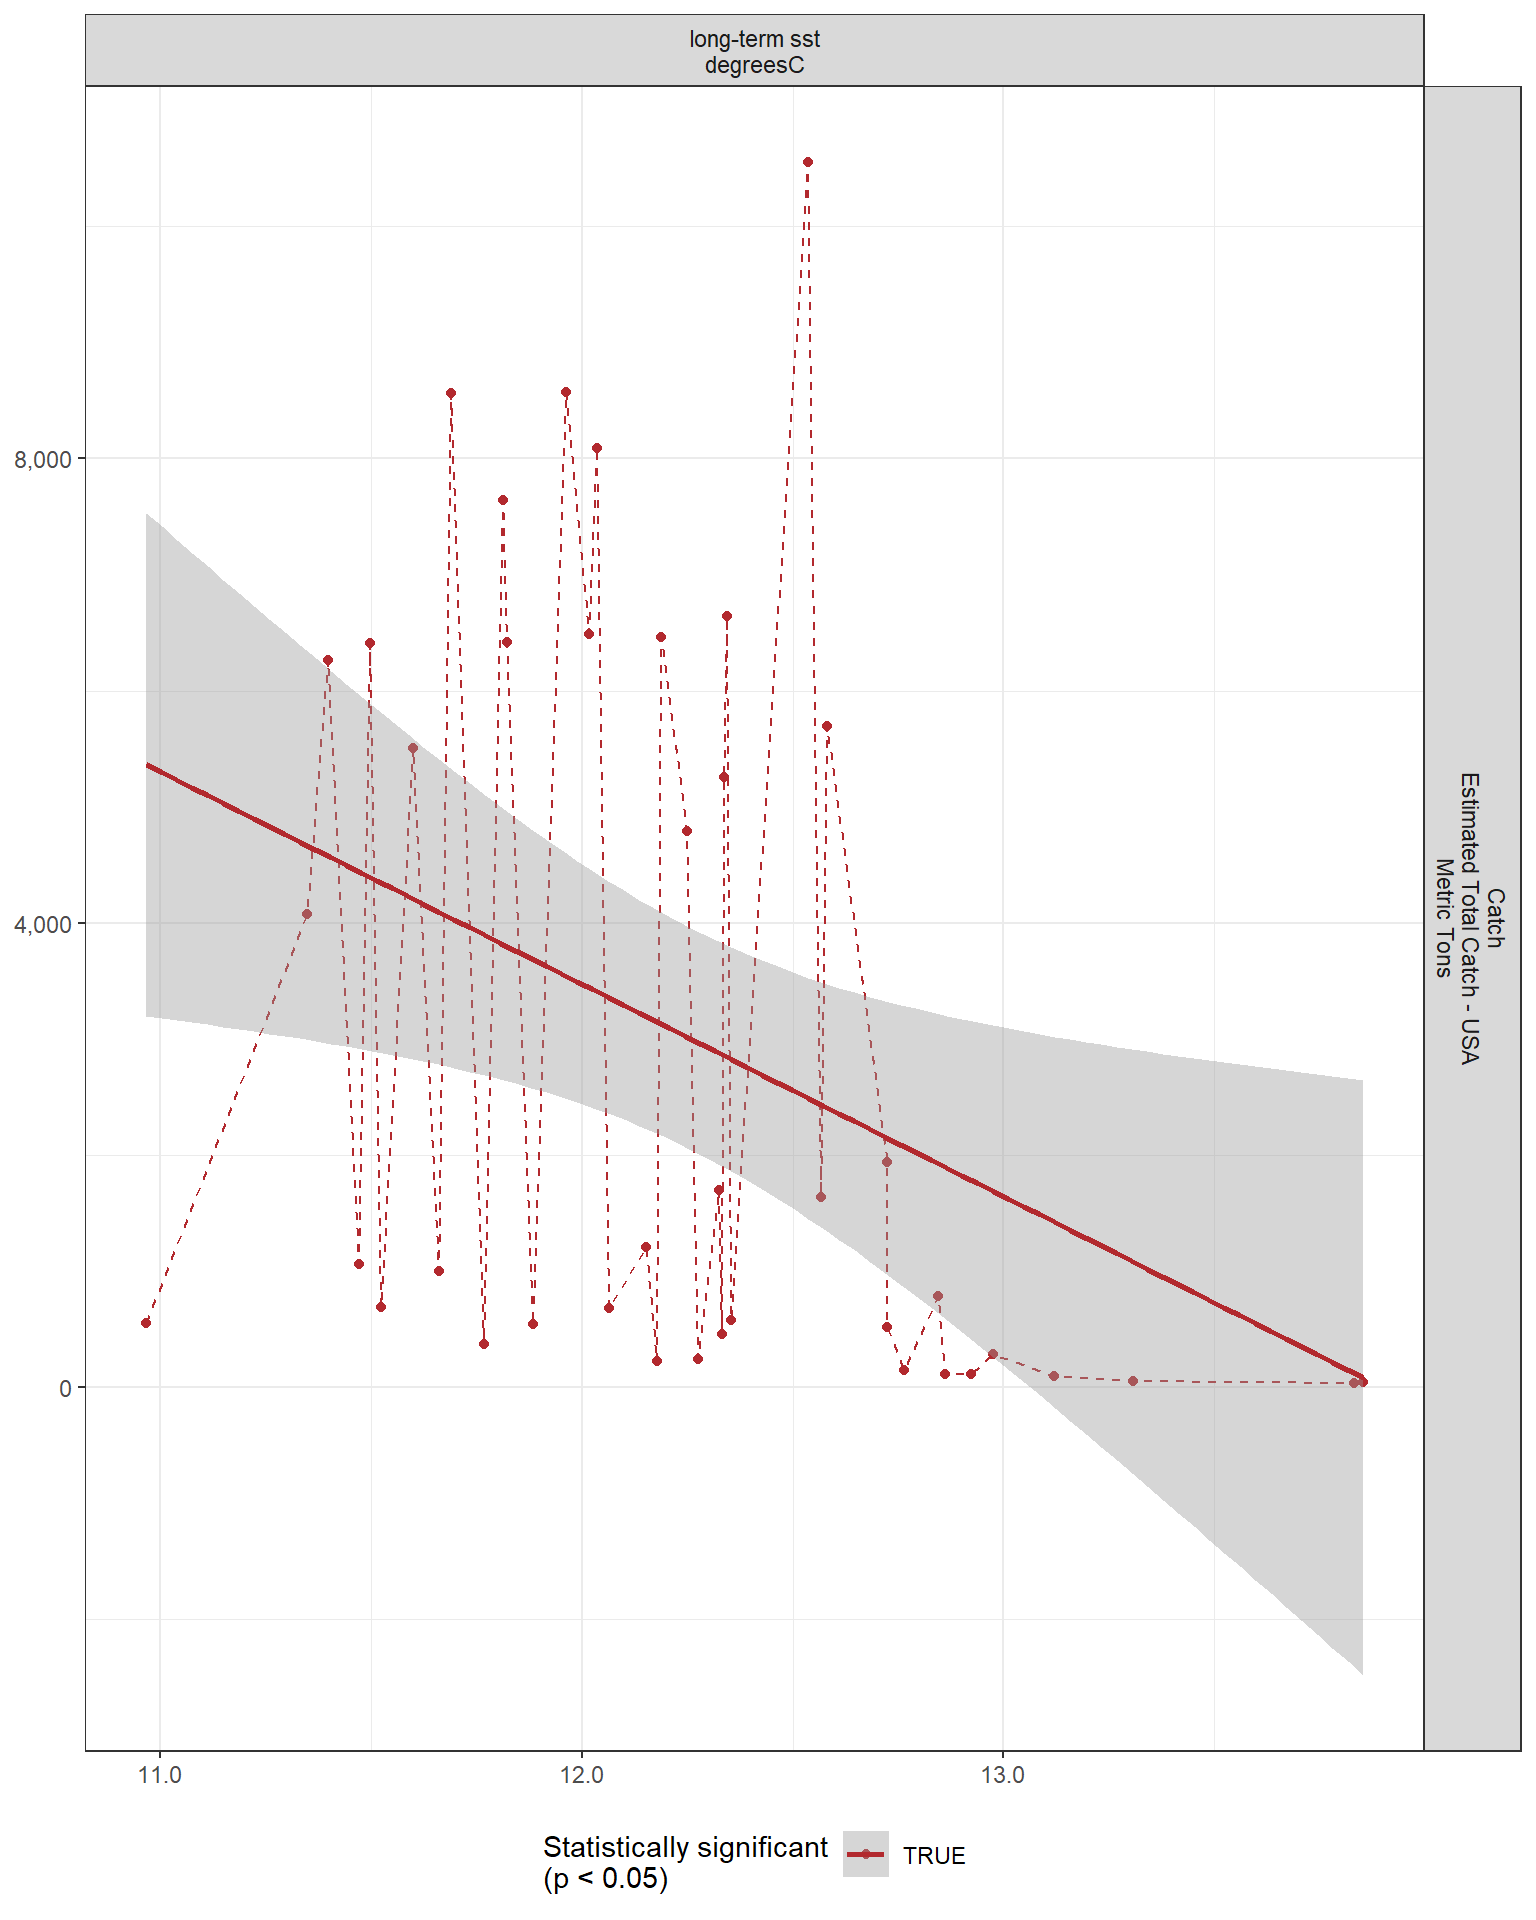 long-term sst
degreesC
8,000
4,000
0
11.0
12.0
13.0
Catch
Estimated Total Catch - USA
Metric Tons
Statistically significant
(p < 0.05)
TRUE